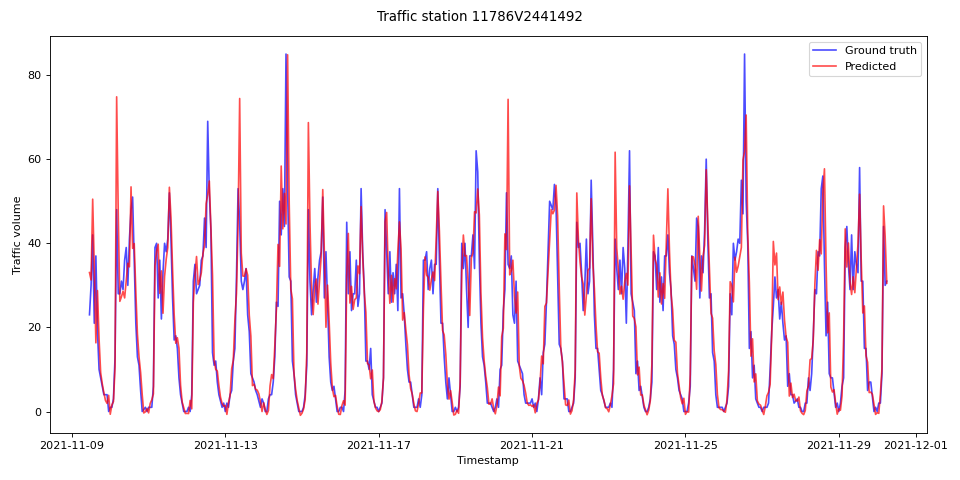 Traffic station 11786V2441492
Ground truth
Predicted
Traffic volume
80
60
40
20
0
2021-11-09
2021-11-13
2021-11-17
2021-11-21
2021-11-25
2021-11-29
2021-12-01
Timestamp